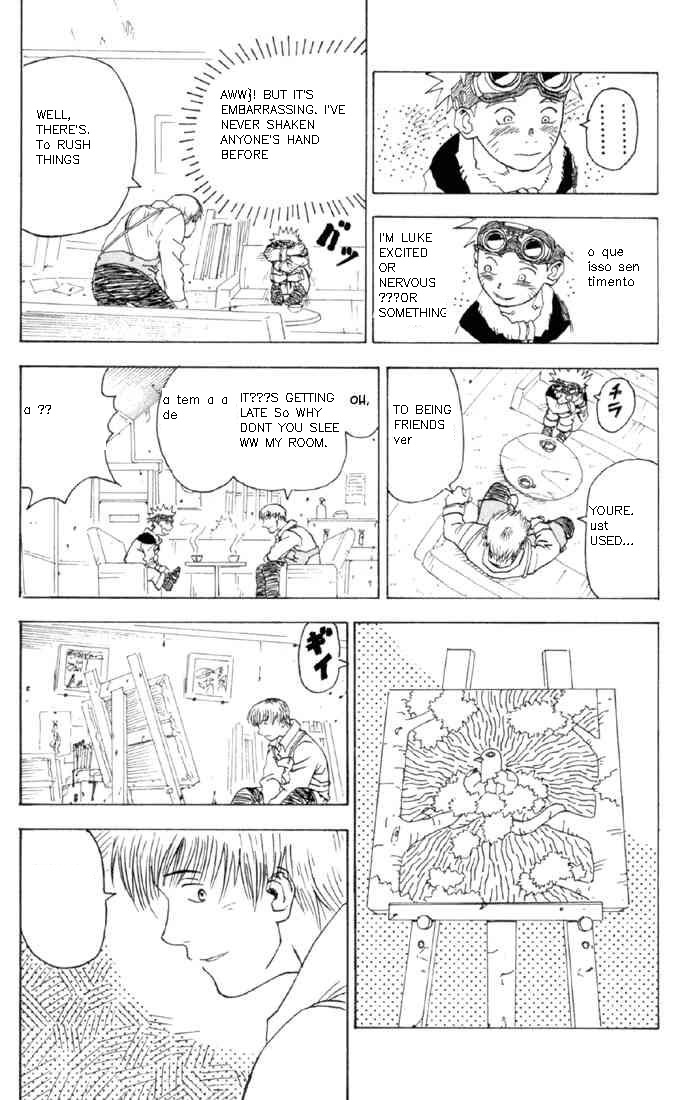 ⋮⋮
I'M LUKE
EXCITED
OR
NERVOUS
???OR
SOMETHING
o que
isso sen
timento
AWW}! BUT IT'S
EMBARRASSING. I'VE
NEVER SHAKEN
ANYONE'S HAND
BEFORE
WELL,
THERE'S.
To RUSH
THINGS
バッ
チラ
TO BEING
FRIENDS
ver
YOURE.
ust
USED...
OH,
IT???S GETTING
LATE So WHY
DONT YOU SLEE
WW MY ROOM.
a tem a a
de
a ??
ギイ